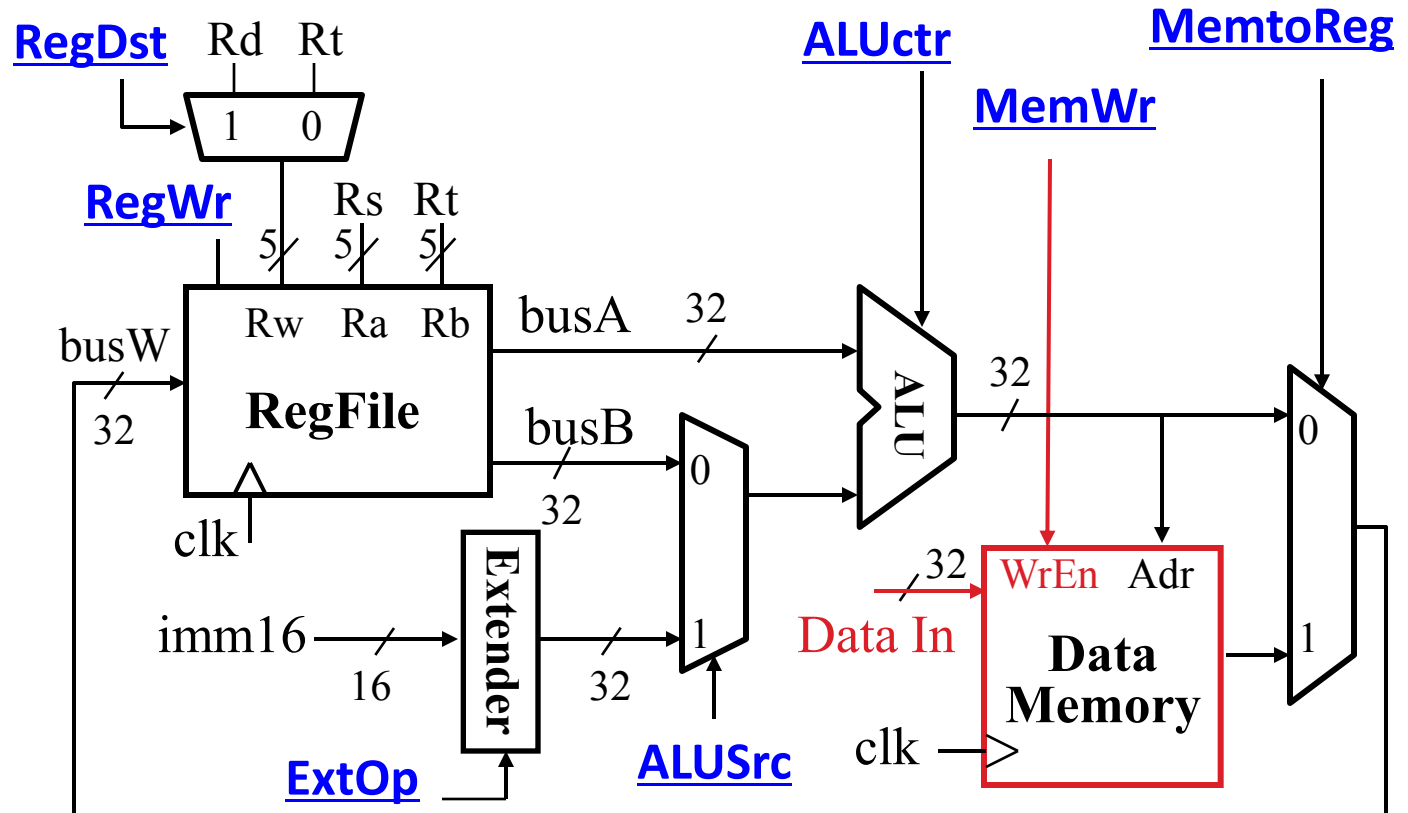 RegDst
Rd
Rt
ALUctr
MemtoReg
1
0
MemWr
RegWr
Rs
Rt
5
5
5
Rw
Ra
Rb
busA
32
busW
32
RegFile
ALU
32
busB
32
0
0
clk
Extender
32
WrEn
Adr
imm16
16
32
1
Data In
Data
Memory
1
clk
ExtOp
ALUSrc